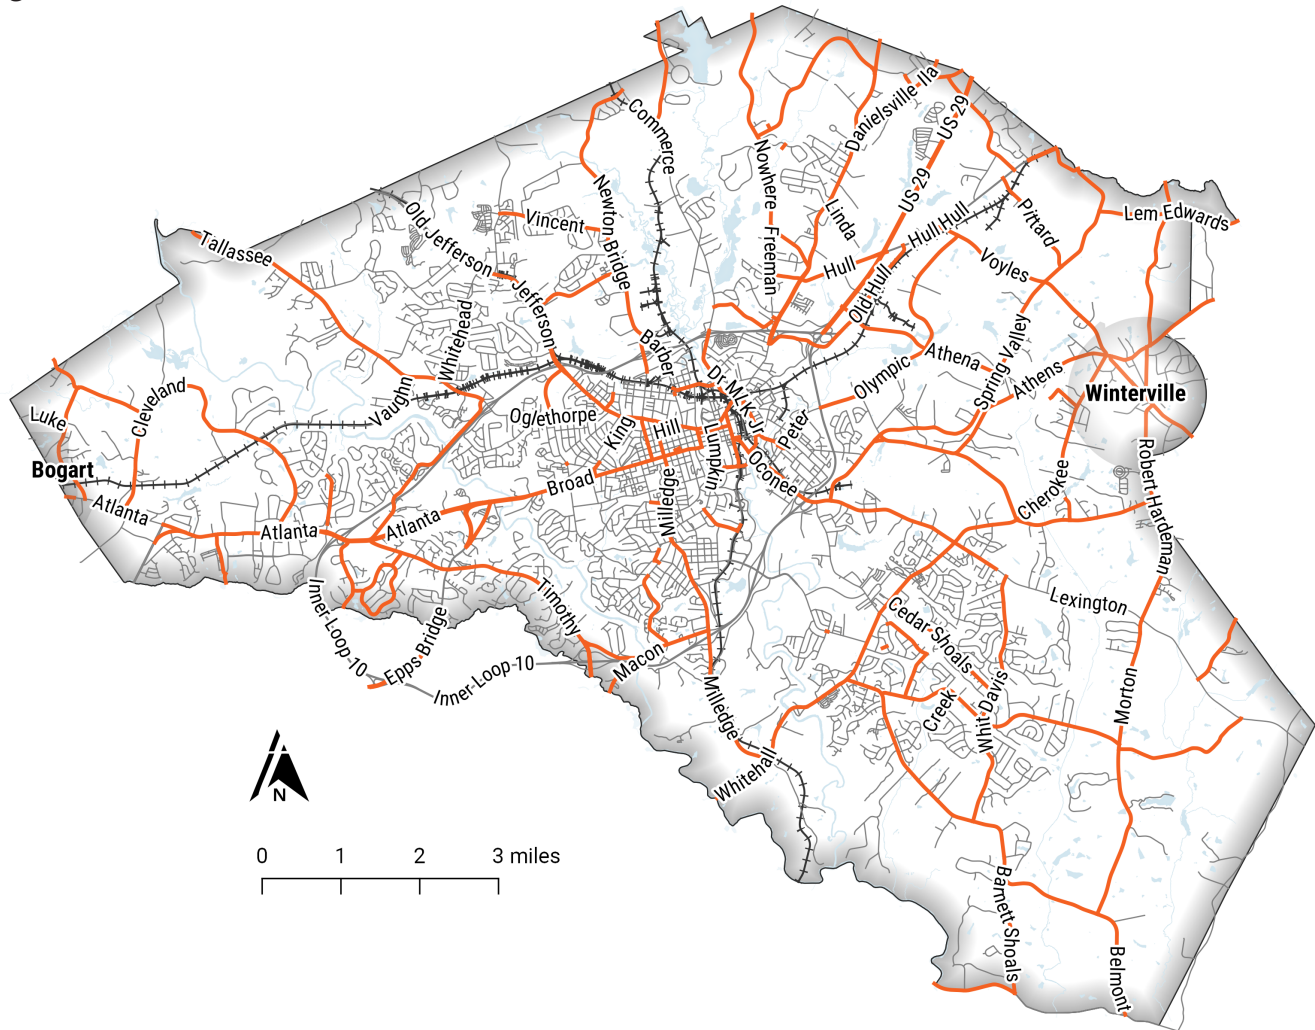 Commerce
Danielsville Ila
US-29
Nowhere
US 29
Newton Bridge
Old Jefferson
Vincent
Linda
Freeman
Hull
Hull
Pittard
Lem Edwards
Tallassee
Hull
Voyles
Old Hull
Jefferson
Whitehead
Barber
Spring Valley
Athena
Olympic
Athens
Winterville
Dr M K Jr
Vaughn
Cleveland
Luke
Oglethorpe
King
Hill
Lumpkin
Peter
Bogart
Broad
Milledge
Oconee
Cherokee
Robert Hardeman
Atlanta
Atlanta
Atlanta
Inner-Loop-10
Timothy
Epps Bridge
Inner-Loop-10
Macon
Lexington
Cedar Shoals
Whit Davis
Creek
Morton
Milledge
Whitehall
N
0 1 2 3 miles
Barnett Shoals
Belmont